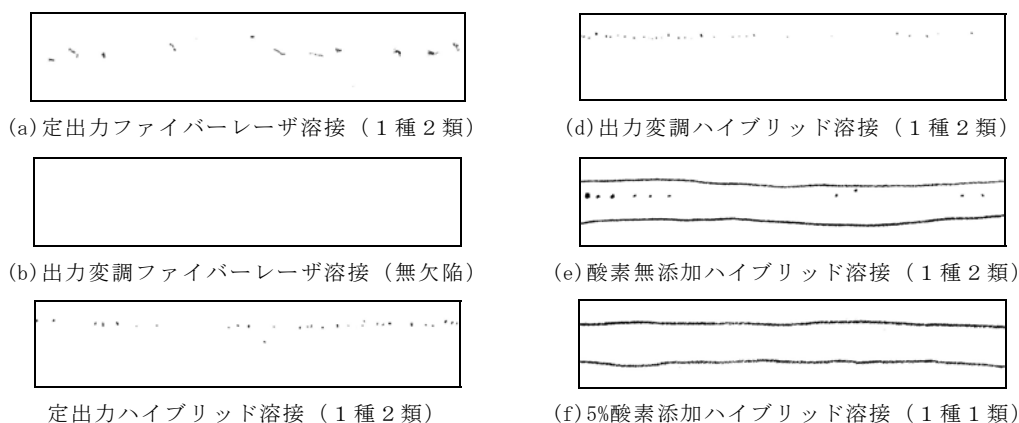 (a)定出力ファイバーレーザ溶接（１種２類）
(b)出力変調ファイバーレーザ溶接（無欠陥）
定出力ハイブリッド溶接（１種２類）
(d)出力変調ハイブリッド溶接（１種２類）
(e)酸素無添加ハイブリッド溶接（１種２類）
(f)5%酸素添加ハイブリッド溶接（１種１類）